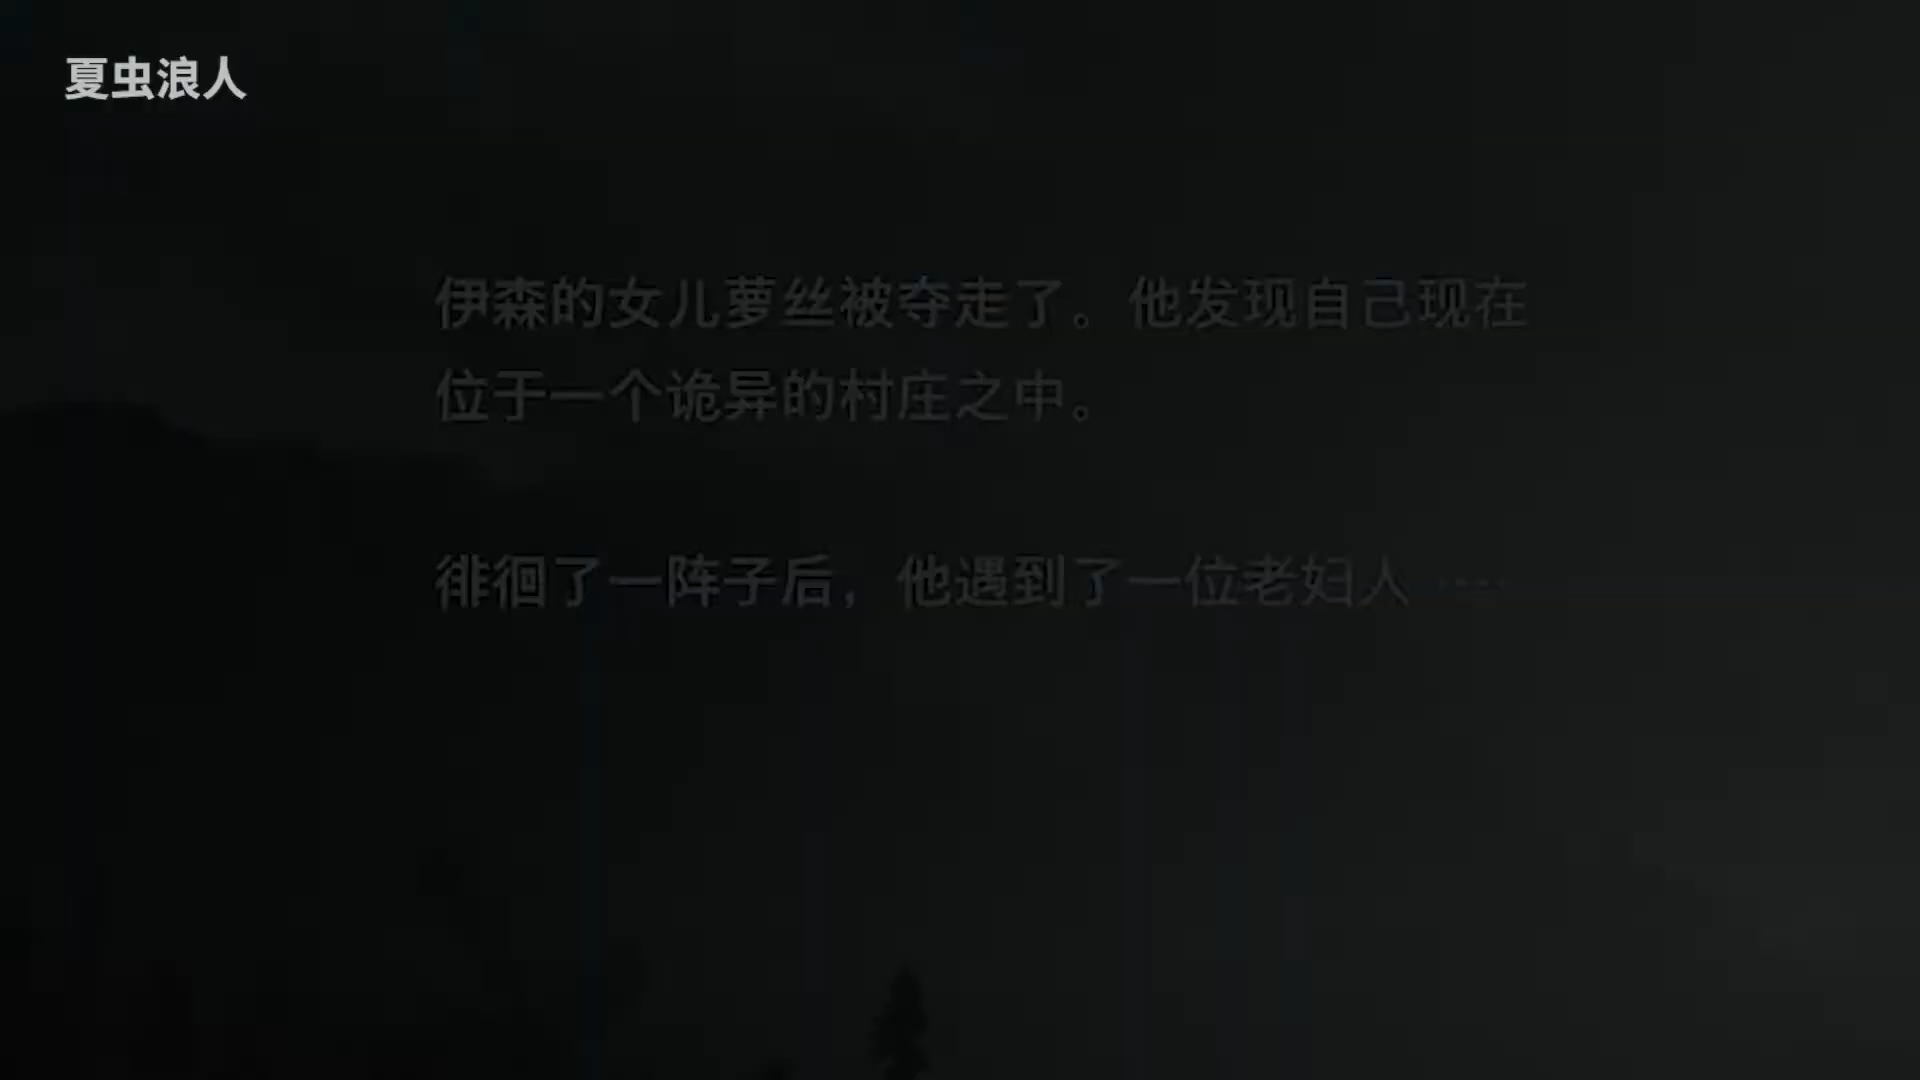 夏虫浪人
伊森的女儿萝丝被夺走了。他发现自己现在
位于一个诡异的村庄之中。
徘徊了一阵子后，他遇到了一位老妇人……